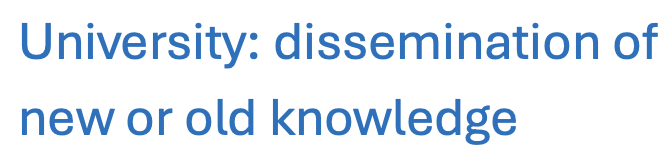 University: dissemination of
new or old knowledge